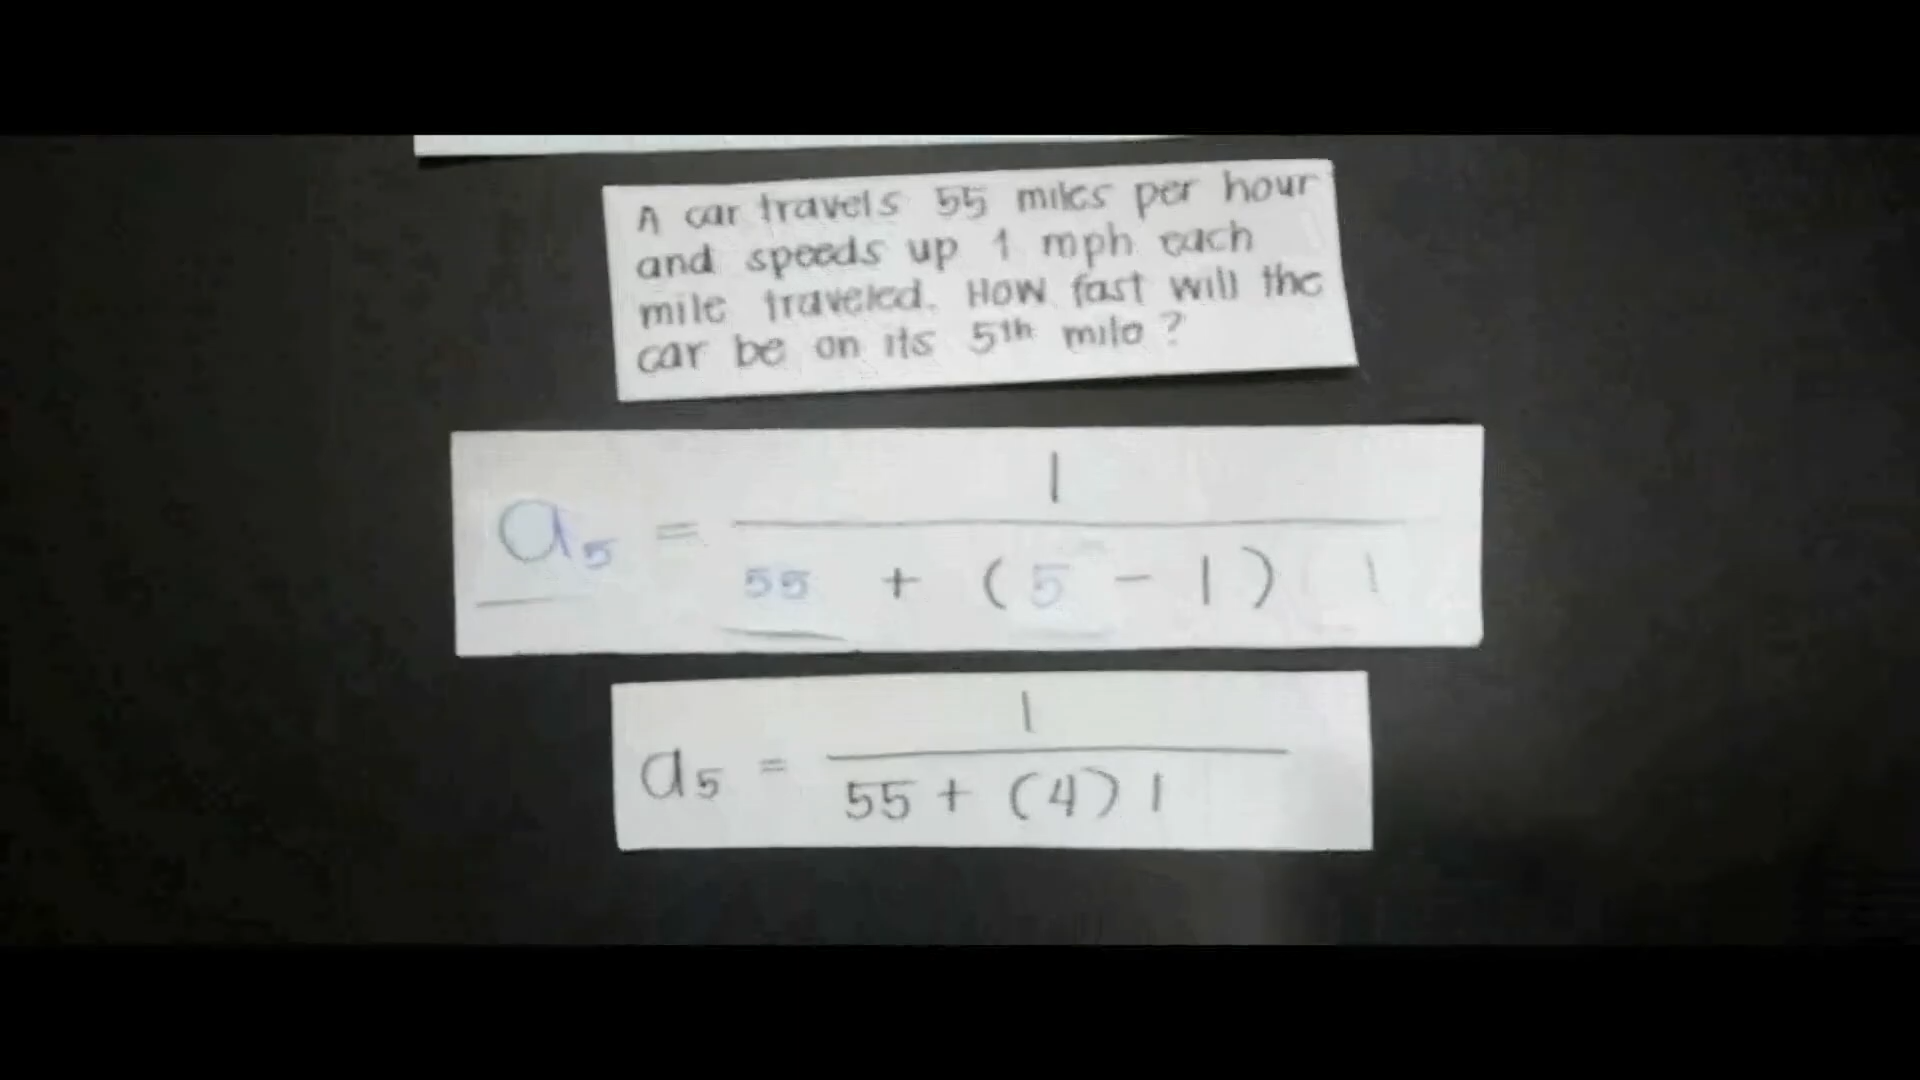 A car travels 55 miles per hour
and speeds up 1 mph each
mile traveled. How fast will the
car be on its 5th mile?
a5 = 1 / 55 + (5 - 1) 1
a5 = 1 / 55 + (4) 1